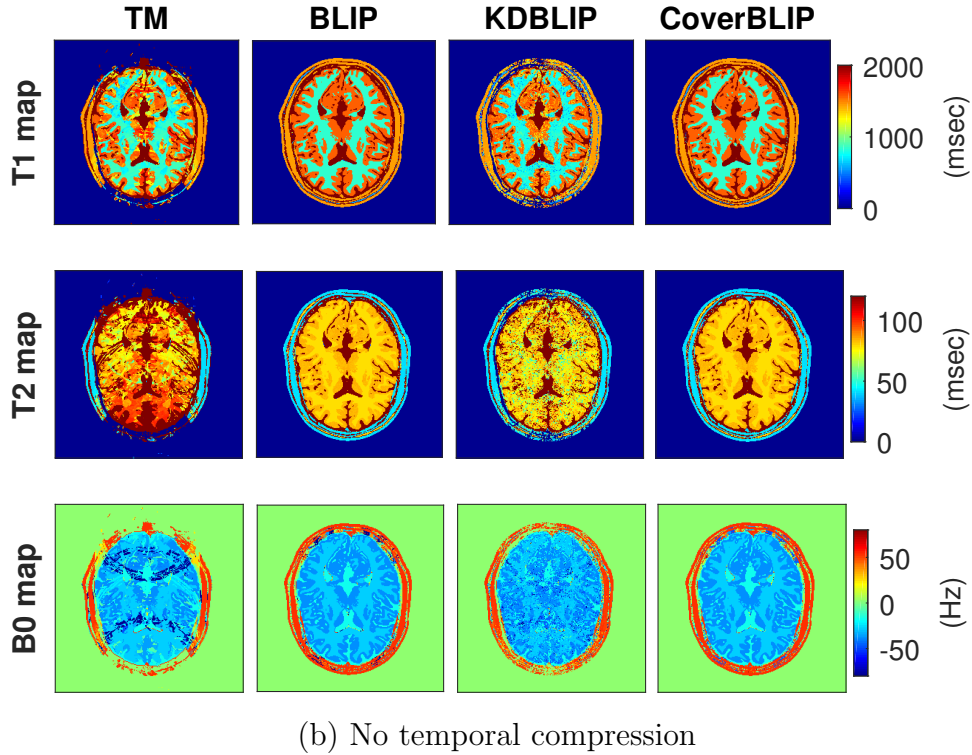 TM BLIP KDBLIP CoverBLIP
T1 map
2000
1000
0
(msec)
T2 map
100
50
0
(msec)
B0 map
50
0
-50
(Hz)
(b) No temporal compression